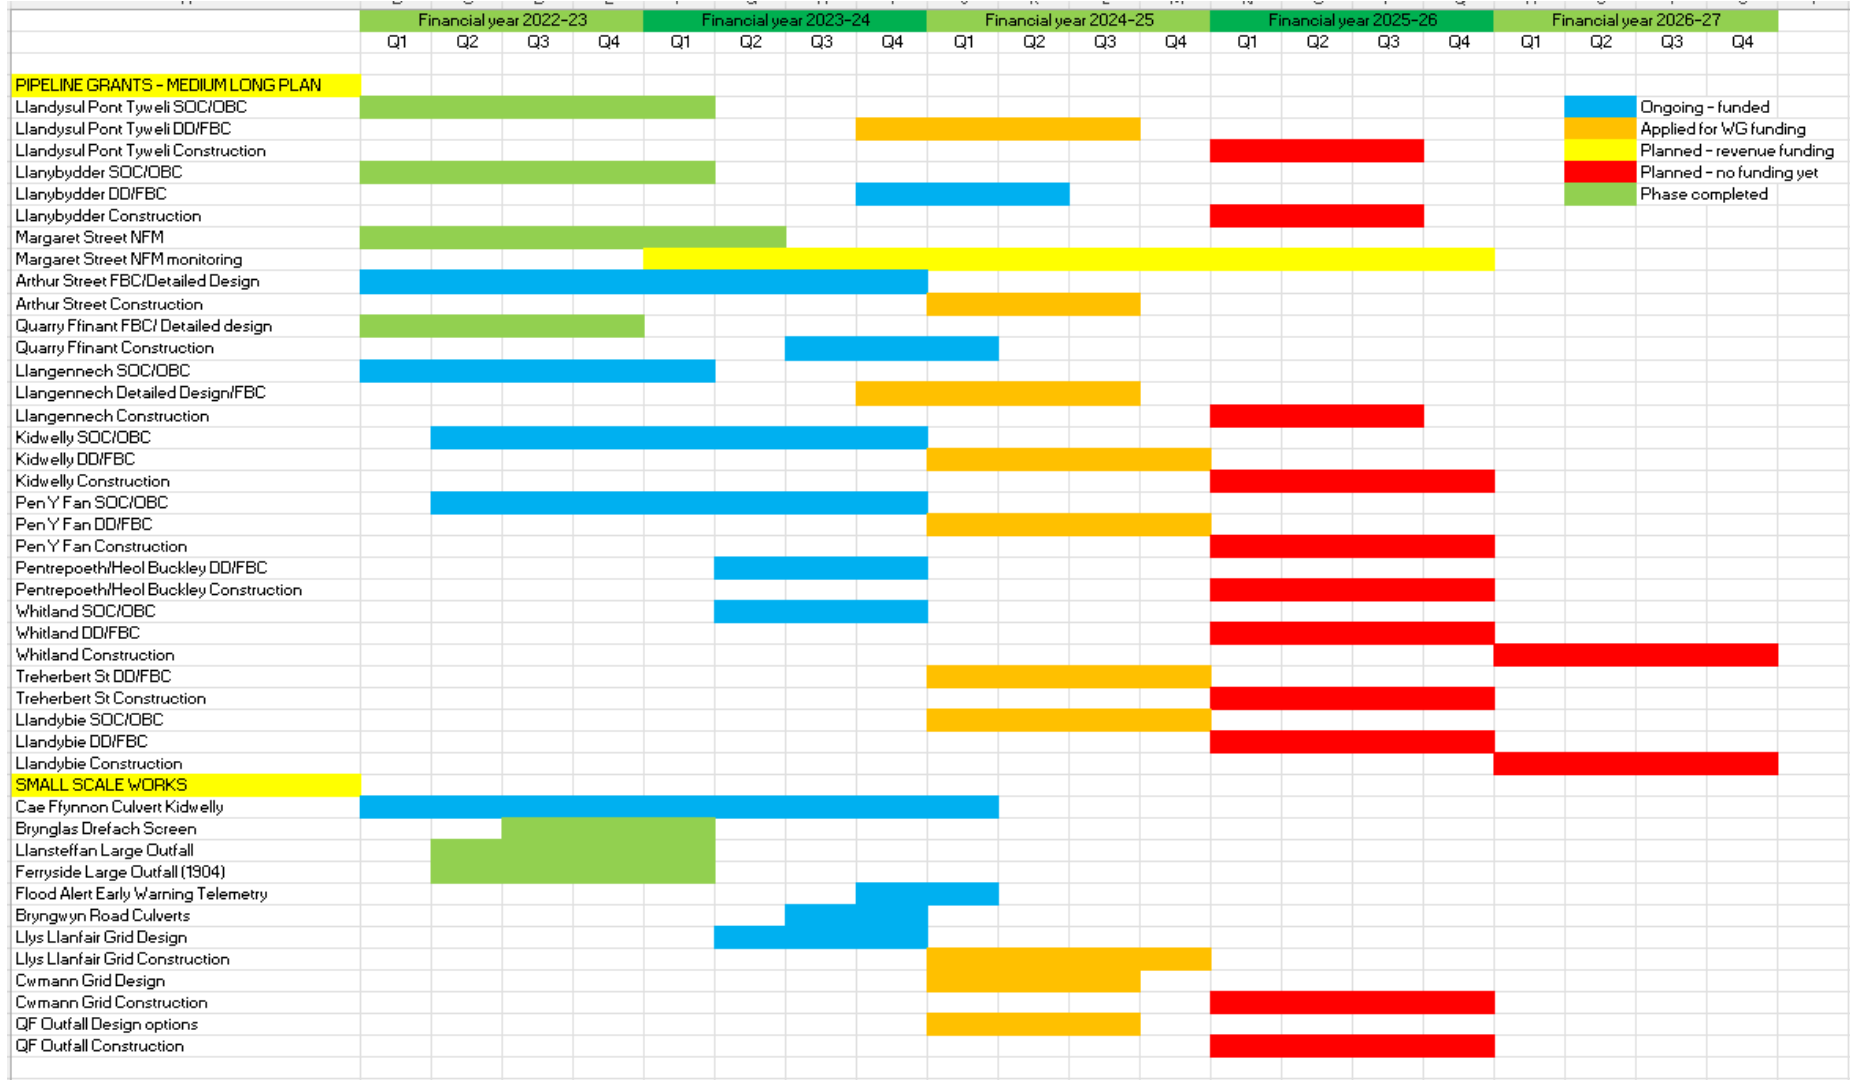 Financial year 2022-23 Financial year 2023-24 Financial year 2024-25 Financial year 2025-26 Financial year 2026-27
Q1 Q2 Q3 Q4 Q1 Q2 Q3 Q4 Q1 Q2 Q3 Q4 Q1 Q2 Q3 Q4 Q1 Q2 Q3 Q4
PIPELINE GRANTS - MEDIUM LONG PLAN
Llandysul Pont Tyweli SOC/OBC Ongoing - funded
Llandysul Pont Tyweli DD/FBC Applied for WG funding
Llandysul Pont Tyweli Construction Planned - revenue funding
Llanybydder SOC/OBC Planned - no funding yet
Llanybydder DD/FBC Phase completed
Llanybydder Construction
Margaret Street NFM
Margaret Street NFM monitoring
Arthur Street FBC/Detailed Design
Arthur Street Construction
Quarry Ffinant FBC/ Detailed design
Quarry Ffinant Construction
Llangennech SOC/OBC
Llangennech Detailed Design/FBC
Llangennech Construction
Kidwelly SOC/OBC
Kidwelly DD/FBC
Kidwelly Construction
Pen Y Fan SOC/OBC
Pen Y Fan DD/FBC
Pen Y Fan Construction
Pentrepoeth/Heol Buckley DD/FBC
Pentrepoeth/Heol Buckley Construction
Whitland SOC/OBC
Whitland DD/FBC
Whitland Construction
Treherbert St DD/FBC
Treherbert St Construction
Llandybie SOC/OBC
Llandybie DD/FBC
Llandybie Construction
SMALL SCALE WORKS
Cae Ffynnon Culvert Kidwelly
Brynglas Drefach Screen
Llansteffan Large Outfall
Ferryside Large Outfall (1904)
Flood Alert Early Warning Telemetry
Bryngwyn Road Culverts
Llys Llanfair Grid Design
Llys Llanfair Grid Construction
Cwmann Grid Design
Cwmann Grid Construction
QF Outfall Design options
QF Outfall Construction